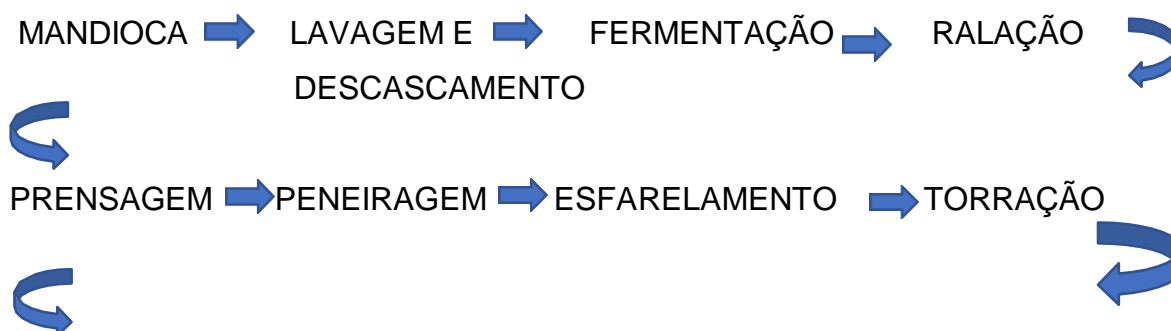 MANDIOCA LAVAGEM E FERMENTAÇÃO RALAÇÃO
DESCASCAMENTO
PRENSAGEM PENEIRAGEM ESFARELAMENTO TORRAÇÃO